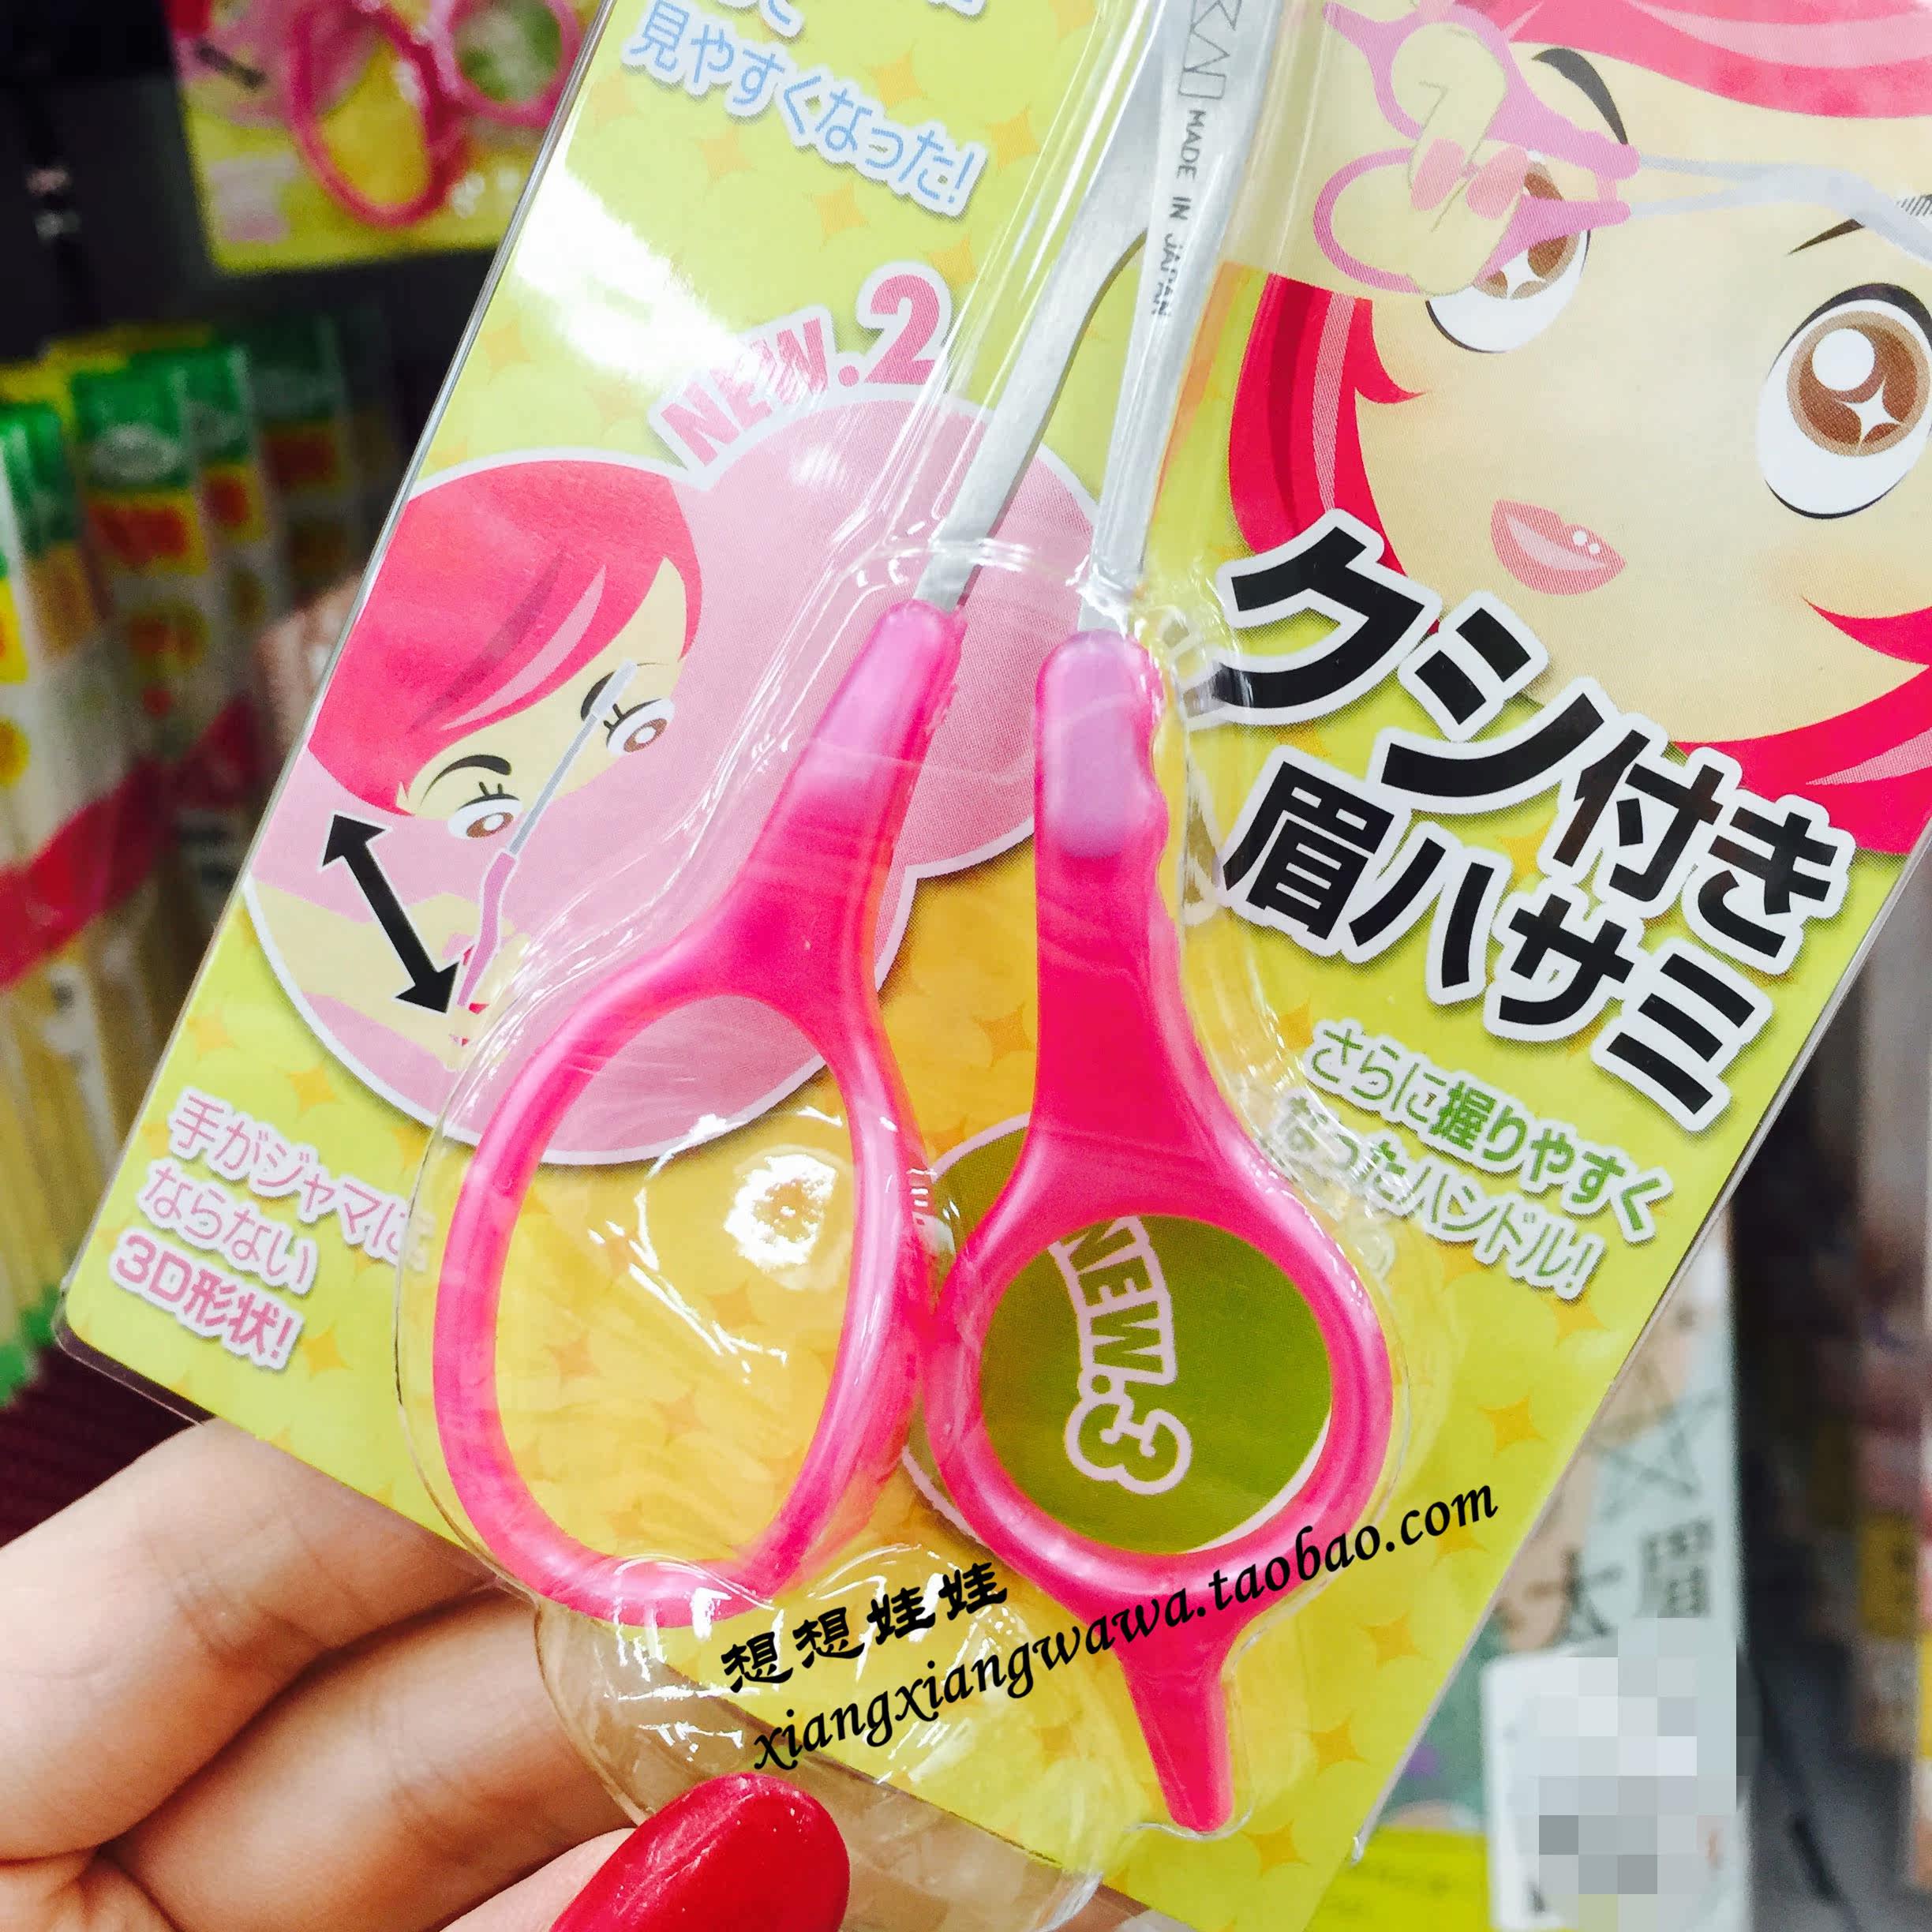 見やすくなった!
KAI
MADE IN JAPAN
NEW.2
クシ付き
眉ハサミ
さらに握りやすく
なったハンドル!
手がジャマに
ならない
3D形状!
NEW.3
想想娃娃
xiangxiangwawa.taobao.com
眉